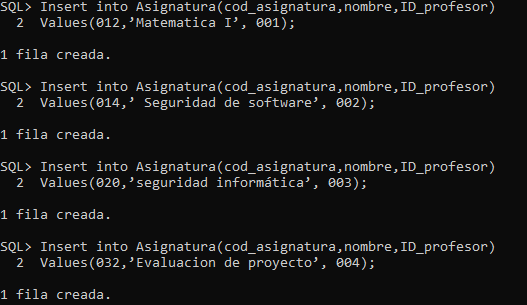 SQL> Insert into Asignatura(cod_asignatura,nombre,ID_profesor)
2 Values(012,’Matematica I’, 001);
1 fila creada.
SQL> Insert into Asignatura(cod_asignatura,nombre,ID_profesor)
2 Values(014,’ Seguridad de software’, 002);
1 fila creada.
SQL> Insert into Asignatura(cod_asignatura,nombre,ID_profesor)
2 Values(020,’seguridad informática’, 003);
1 fila creada.
SQL> Insert into Asignatura(cod_asignatura,nombre,ID_profesor)
2 Values(032,’Evaluacion de proyecto’, 004);
1 fila creada.